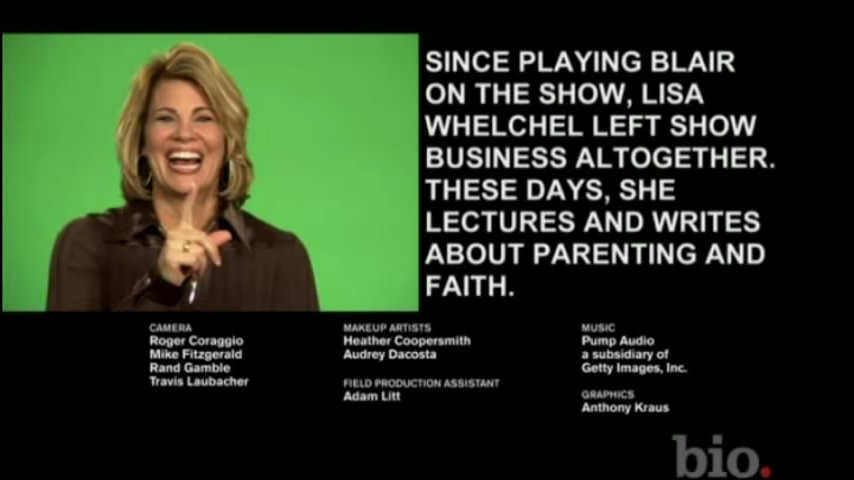 SINCE PLAYING BLAIR
ON THE SHOW, LISA
WHELCHEL LEFT SHOW
BUSINESS ALTOGETHER.
THESE DAYS, SHE
LECTURES AND WRITES
ABOUT PARENTING AND
FAITH.
CAMERA
Roger Coraggio
Mike Fitzgerald
Rand Gamble
Travis Laubacher
MAKEUP ARTISTS
Heather Coopersmith
Audrey Dacosta
FIELD PRODUCTION ASSISTANT
Adam Litt
MUSIC
Pump Audio
a subsidiary of
Getty Images, Inc.
GRAPHICS
Anthony Kraus
bio.